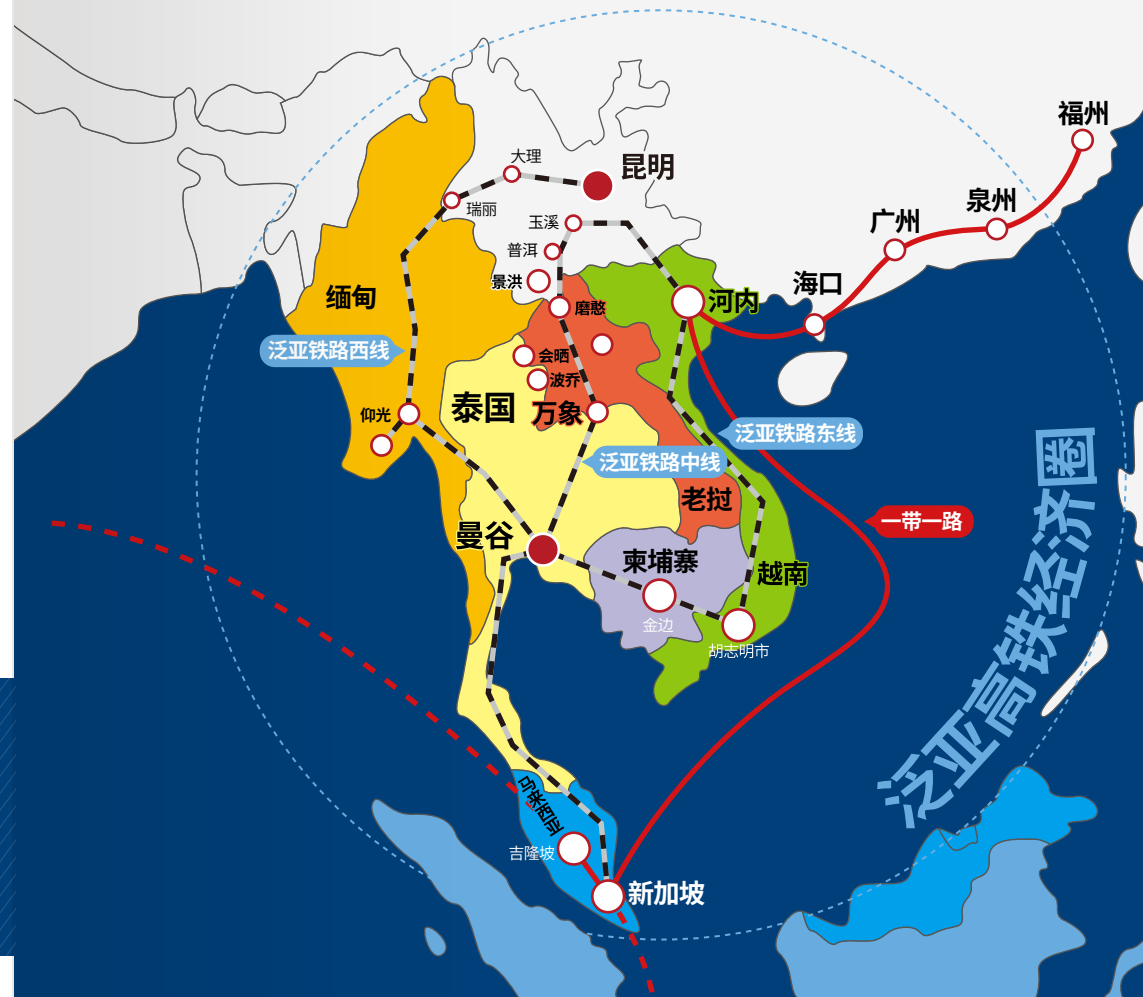 福州
大理
昆明
泉州
瑞丽
广州
玉溪
普洱
景洪
海口
缅甸
河内
磨憨
泛亚铁路西线
会晒
波乔
泰国
万象
仰光
泛亚铁路东线
泛亚铁路中线
老挝
一带一路
曼谷
柬埔寨
越南
金边
胡志明市
泛亚高铁经济圈
马来西亚
吉隆坡
新加坡